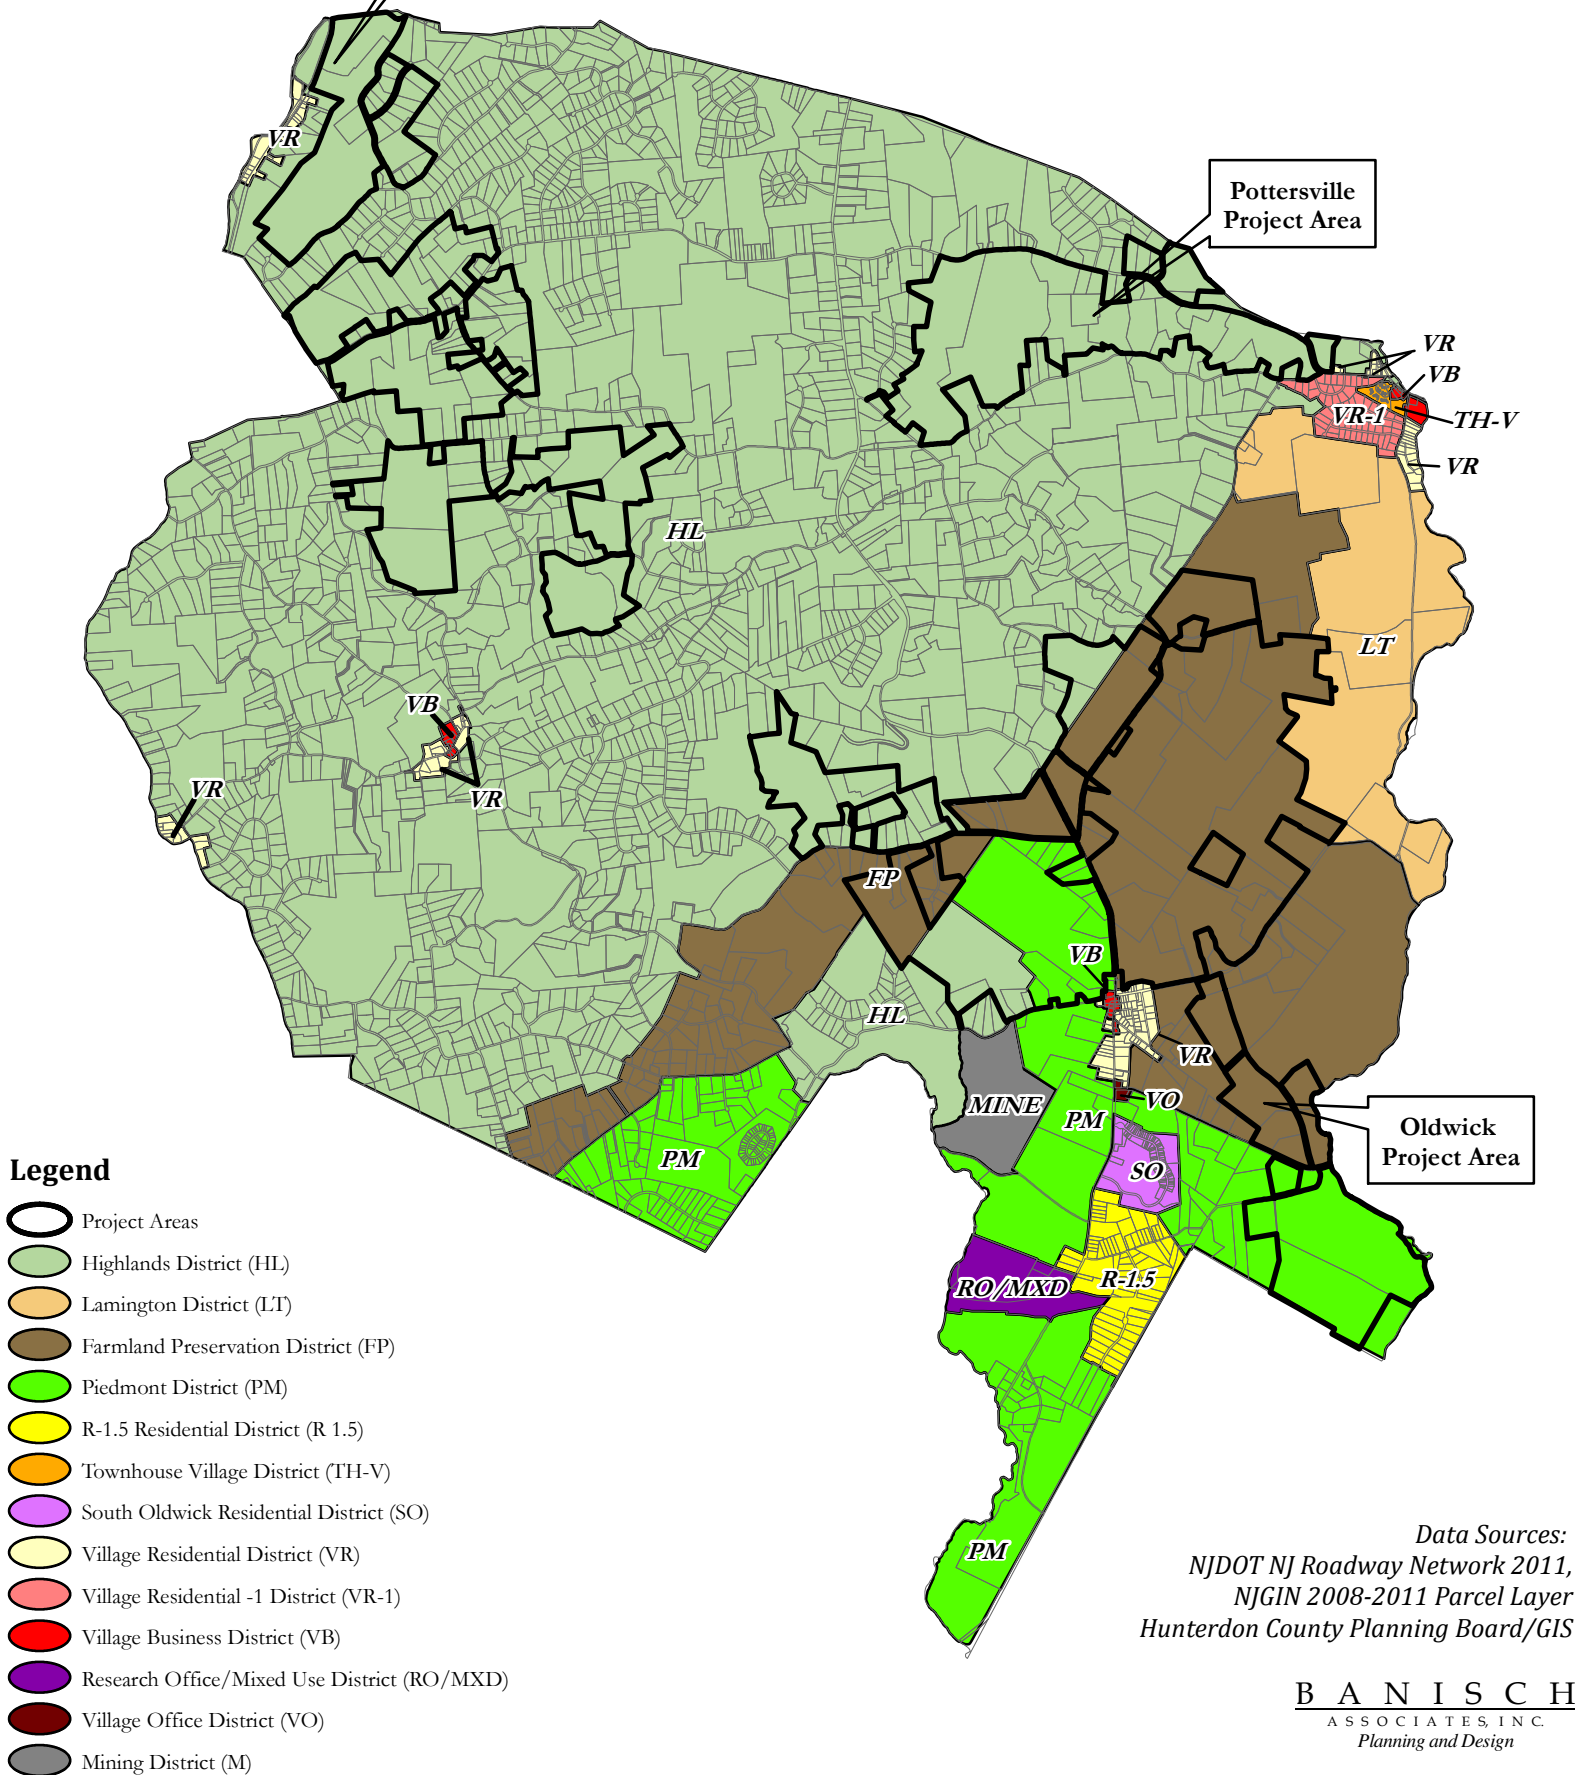 VR
Pottersville
Project Area
VR
VB
VR-1
TH-V
VR
HL
LT
VB
VR
VR
FP
VB
HL
VR
MINE
PM
VO
Oldwick
Project Area
PM
SO
RO/MXD
R-1.5
PM
Legend
Project Areas
Highlands District (HL)
Lamington District (LT)
Farmland Preservation District (FP)
Piedmont District (PM)
R-1.5 Residential District (R 1.5)
Townhouse Village District (TH-V)
South Oldwick Residential District (SO)
Village Residential District (VR)
Village Residential -1 District (VR-1)
Village Business District (VB)
Research Office/Mixed Use District (RO/MXD)
Village Office District (VO)
Mining District (M)
Data Sources:
NJDOT NJ Roadway Network 2011,
NJGIN 2008-2011 Parcel Layer
Hunterdon County Planning Board/GIS
BANISCH
ASSOCIATES, INC.
Planning and Design